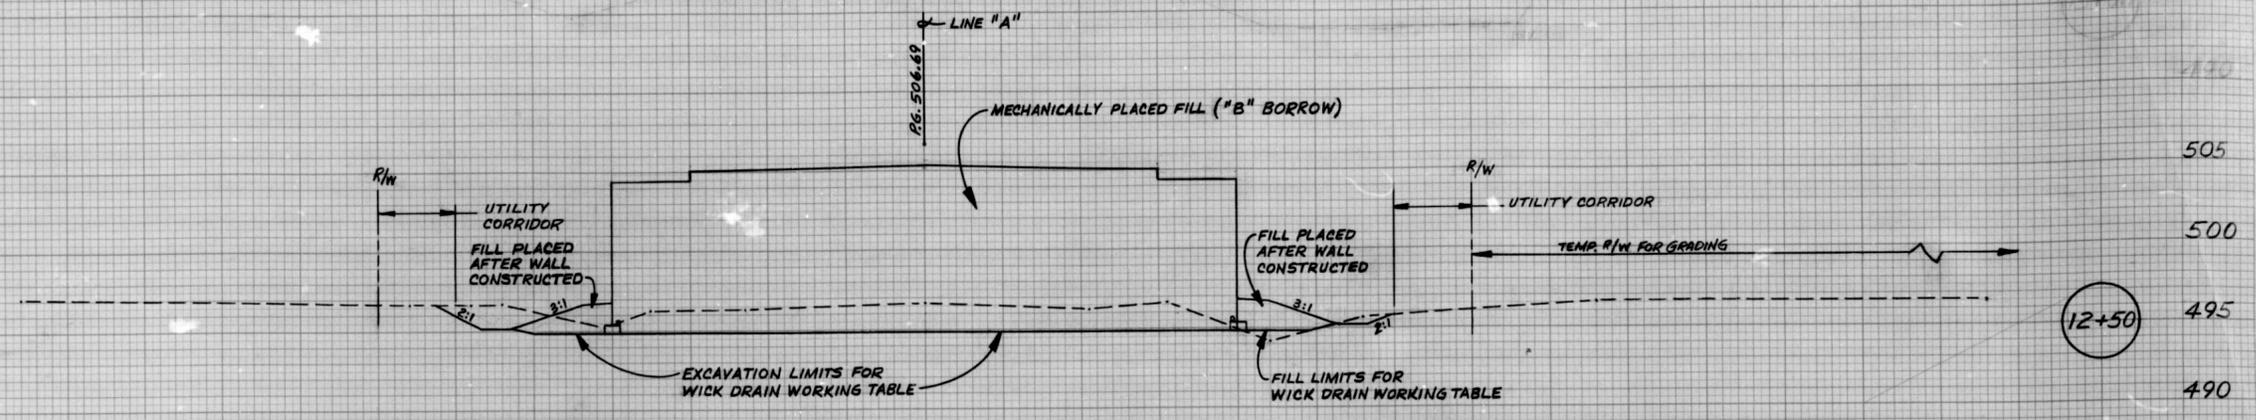 LINE "A"
P.G. 506.69
MECHANICALLY PLACED FILL ("B" BORROW)
505
R/W
R/W
UTILITY
CORRIDOR
UTILITY CORRIDOR
500
FILL PLACED
AFTER WALL
CONSTRUCTED
FILL PLACED
AFTER WALL
CONSTRUCTED
TEMP. R/W FOR GRADING
2:1
3:1
3:1
2:1
495
12+50
EXCAVATION LIMITS FOR
WICK DRAIN WORKING TABLE
FILL LIMITS FOR
WICK DRAIN WORKING TABLE
490